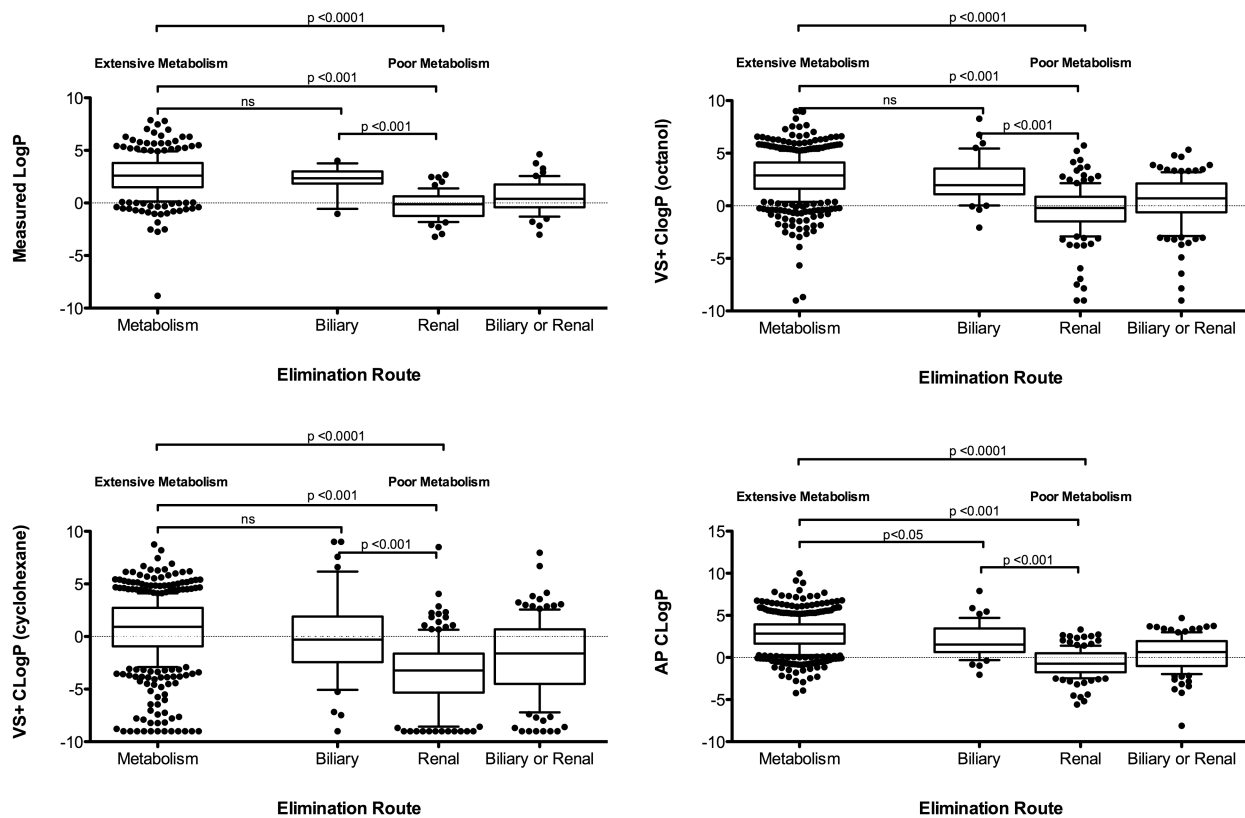 p <0.0001
Extensive Metabolism Poor Metabolism
p <0.001
ns
p <0.001
Measured LogP
10
5
0
-5
-10
Metabolism Biliary Renal Biliary or Renal
Elimination Route
p <0.0001
Extensive Metabolism Poor Metabolism
p <0.001
ns
p <0.001
VS+ ClogP (octanol)
10
5
0
-5
-10
Metabolism Biliary Renal Biliary or Renal
Elimination Route
p <0.0001
Extensive Metabolism Poor Metabolism
p <0.001
ns
p <0.001
VS+ CLogP (cyclohexane)
10
5
0
-5
-10
Metabolism Biliary Renal Biliary or Renal
Elimination Route
p <0.0001
Extensive Metabolism Poor Metabolism
p <0.001
p<0.05
p <0.001
AP CLogP
15
10
5
0
-5
-10
Metabolism Biliary Renal Biliary or Renal
Elimination Route